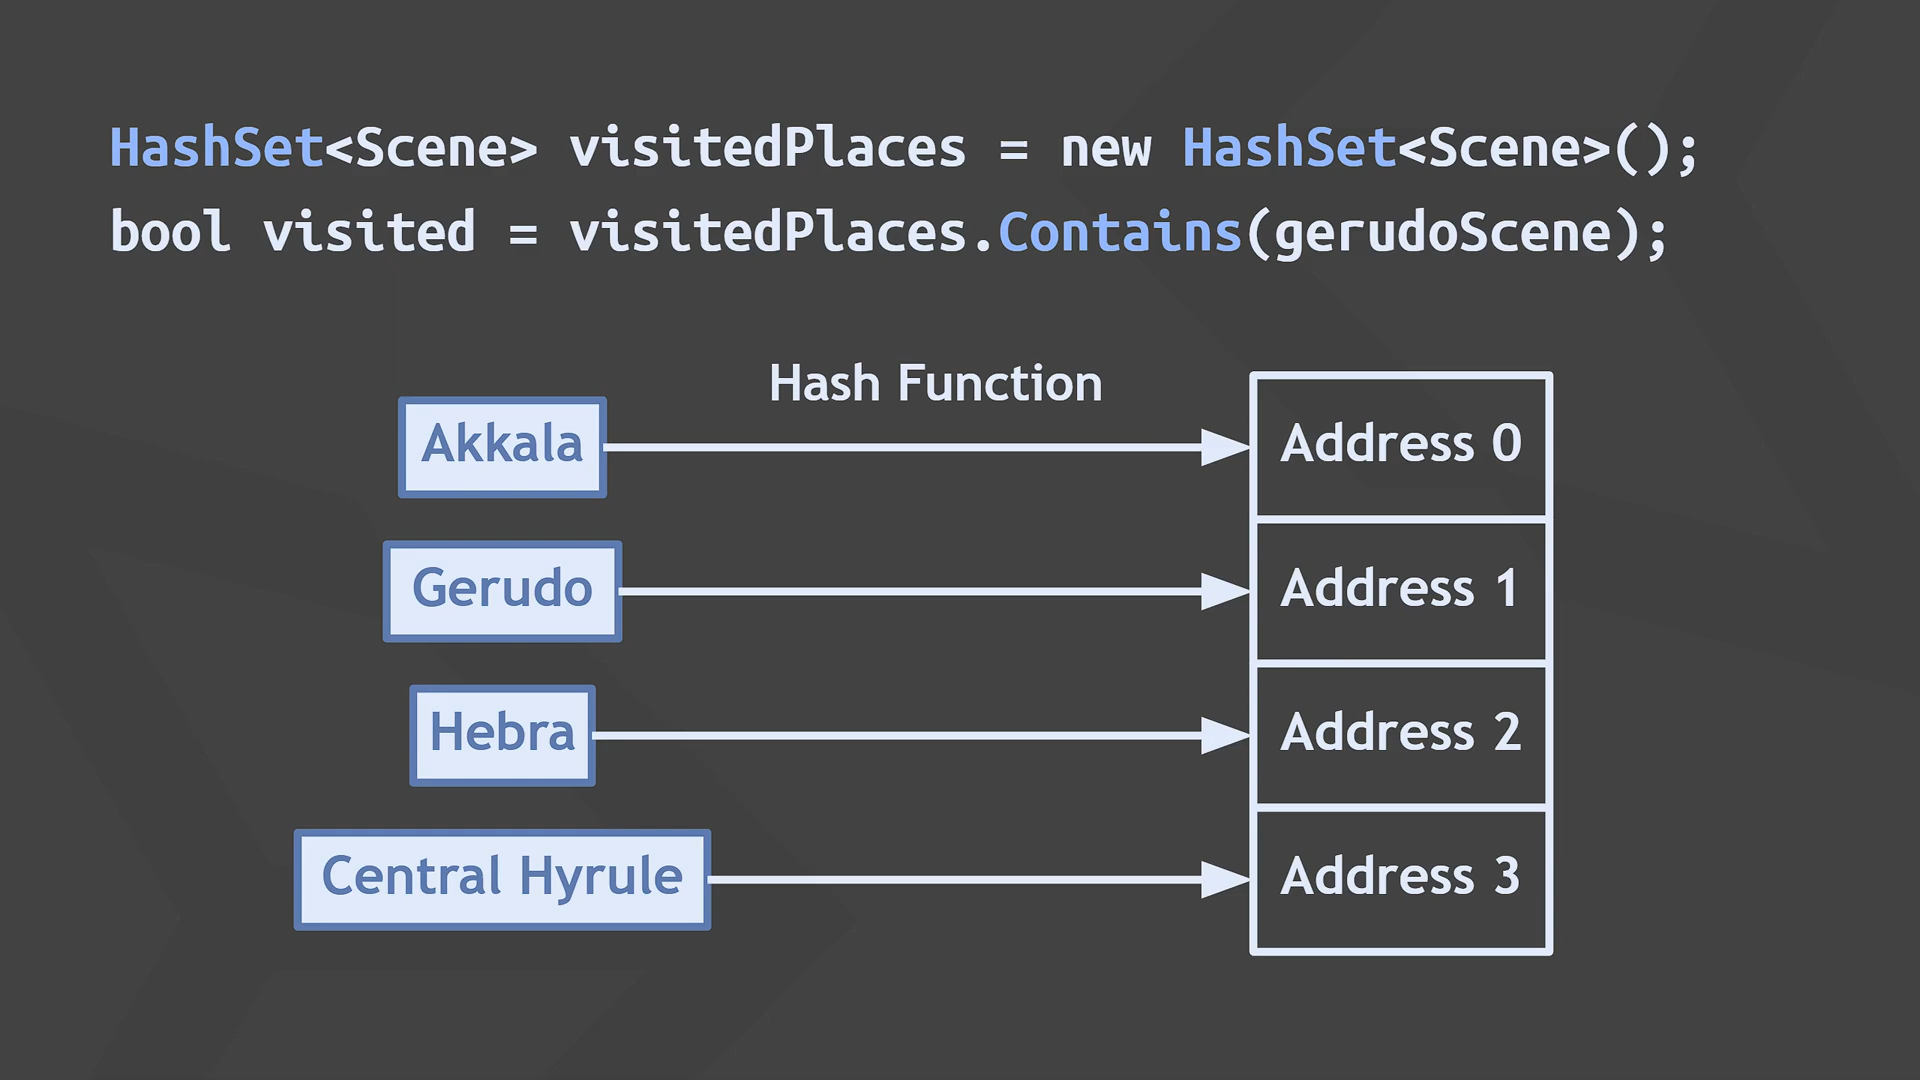 HashSet<Scene> visitedPlaces = new HashSet<Scene>();
bool visited = visitedPlaces.Contains(gerudoScene);
Hash Function
Akkala
Address 0
Gerudo
Address 1
Hebra
Address 2
Central Hyrule
Address 3